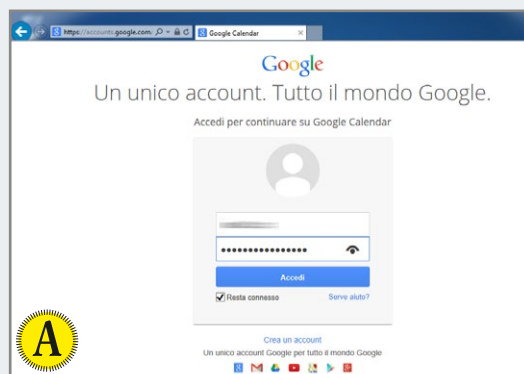 https://accounts.google.com
Google Calendar
Google
Un unico account. Tutto il mondo Google.
Accedi per continuare su Google Calendar
Accedi
Resta connesso
Serve aiuto?
Crea un account
Un unico account Google per tutto il mondo Google
A